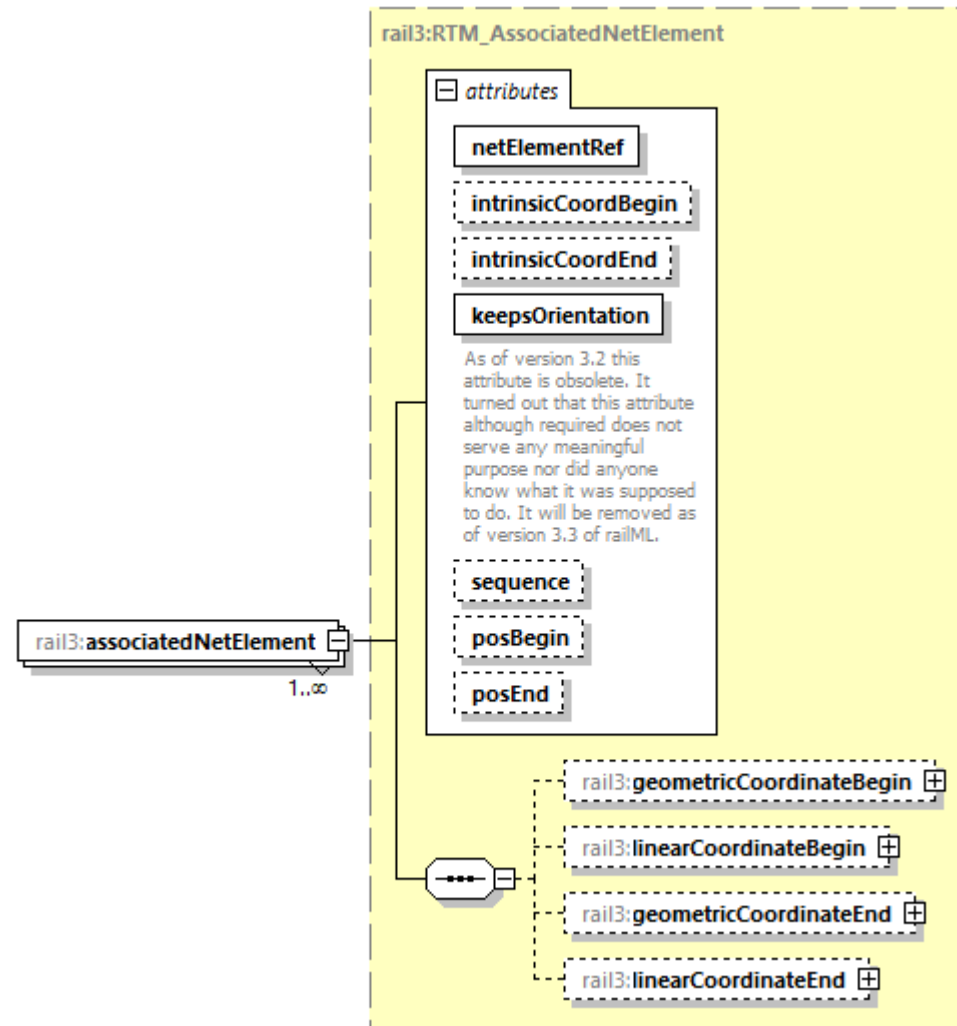 rail3:RTM_AssociatedNetElement
attributes
netElementRef
intrinsicCoordBegin
intrinsicCoordEnd
keepsOrientation
As of version 3.2 this
attribute is obsolete. It
turned out that this attribute
although required does not
serve any meaningful
purpose nor did anyone
know what it was supposed
to do. It will be removed as
of version 3.3 of railML.
sequence
posBegin
posEnd
rail3:associatedNetElement
1..∞
rail3:geometricCoordinateBegin
rail3:linearCoordinateBegin
rail3:geometricCoordinateEnd
rail3:linearCoordinateEnd